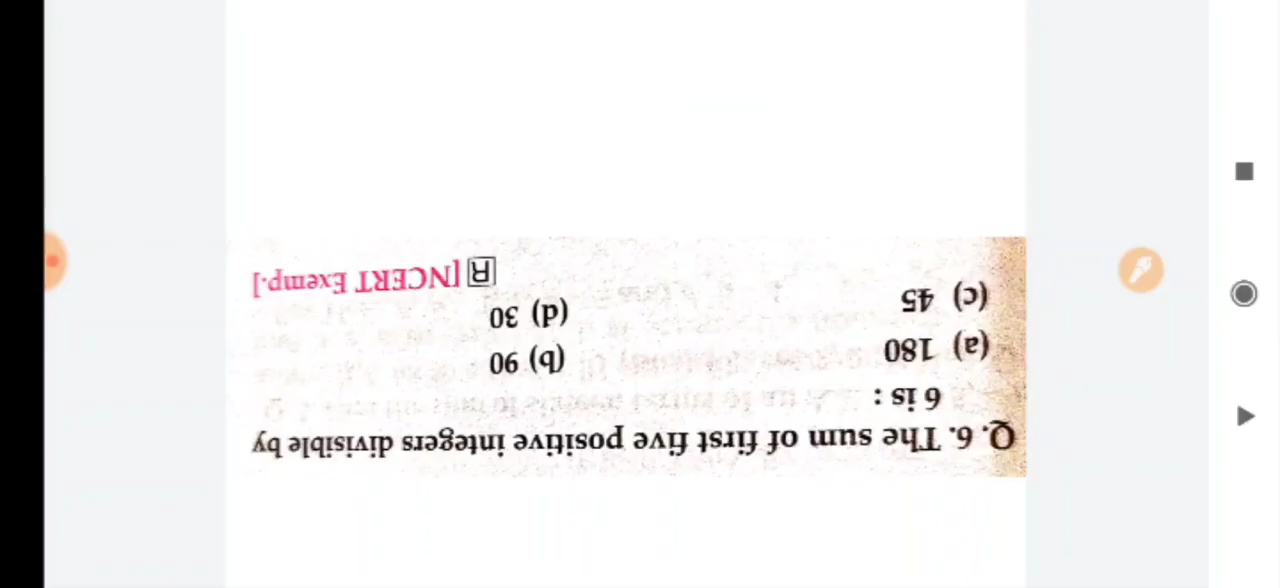 Q. 6. The sum of first five positive integers divisible by
6 is :
(a) 180 (b) 90
(c) 45 (d) 30
R [NCERT Exemp.]